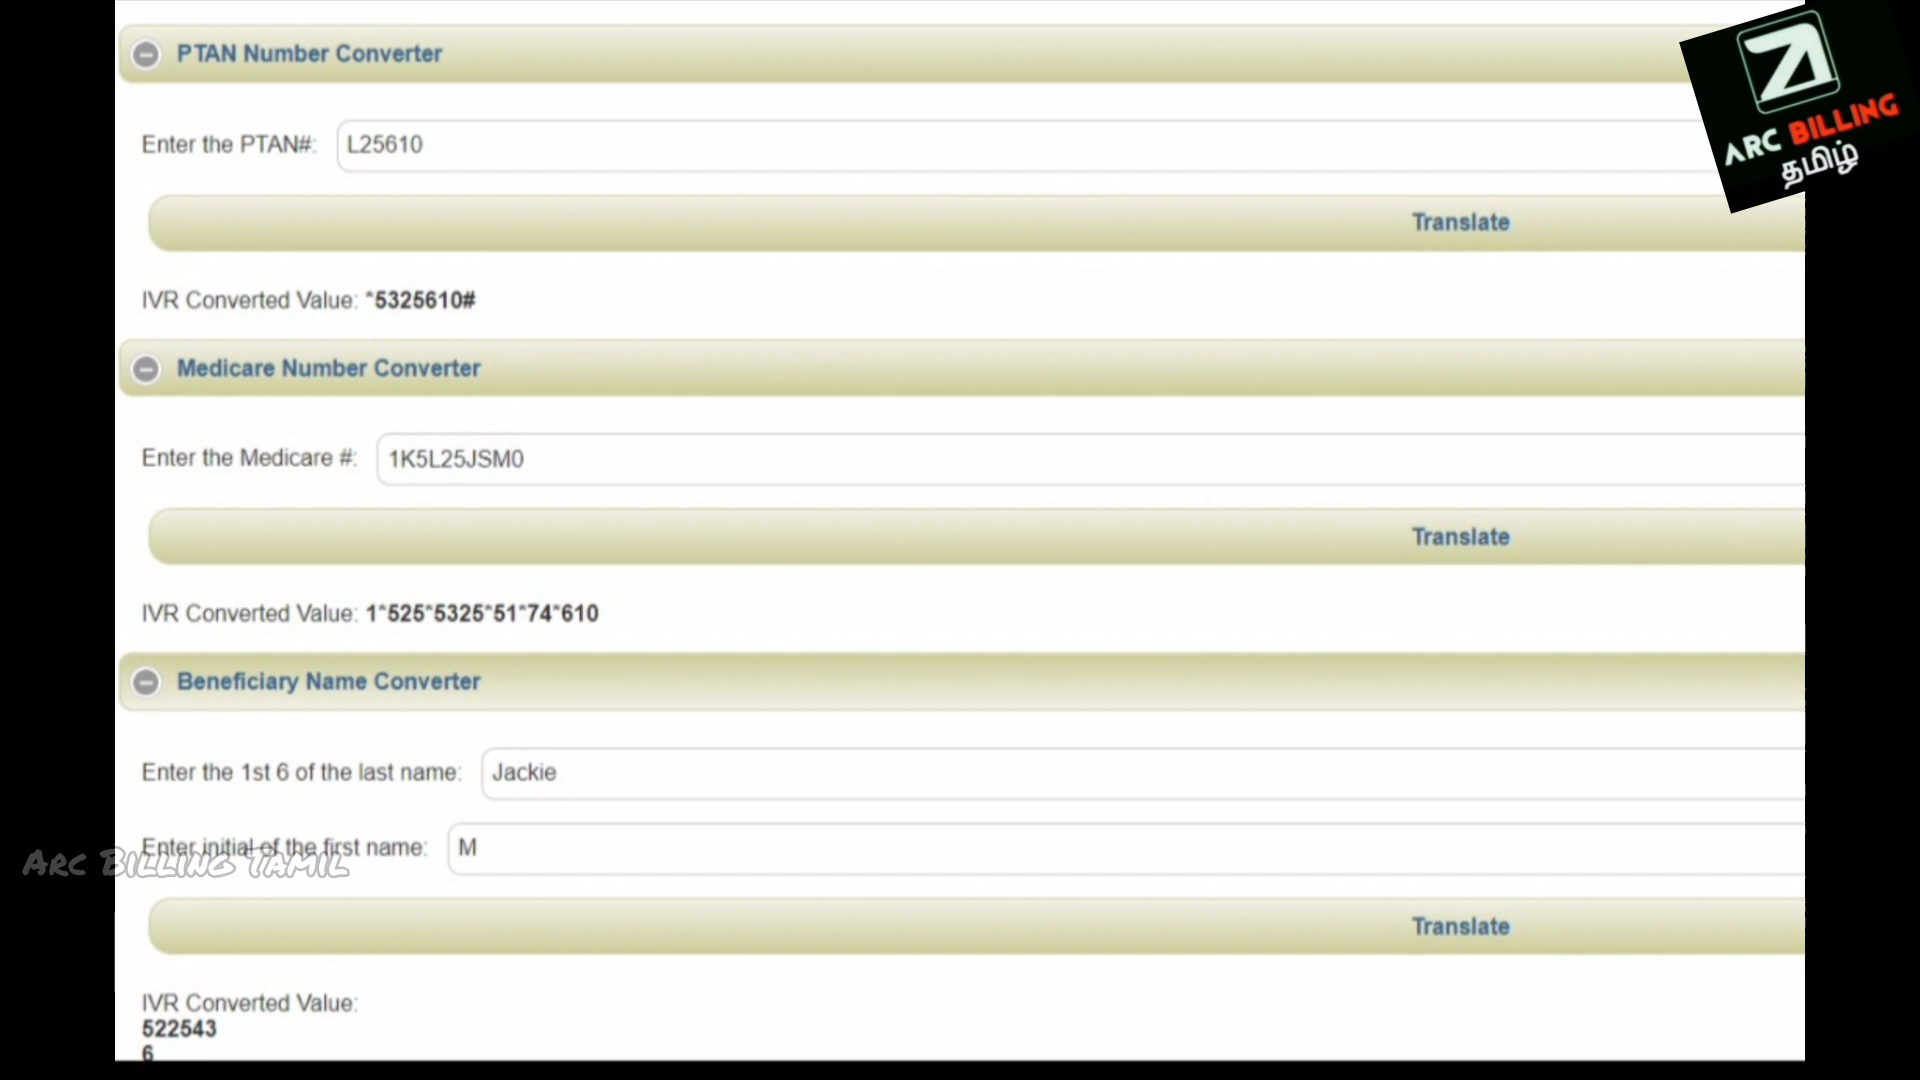 PTAN Number Converter
Enter the PTAN#: L25610
Translate
IVR Converted Value: *5325610#
Medicare Number Converter
Enter the Medicare #: 1K5L25JSM0
Translate
IVR Converted Value: 1*525*5325*51*74*610
Beneficiary Name Converter
Enter the 1st 6 of the last name: Jackie
Enter initial of the first name: M
Translate
IVR Converted Value:
522543
6
ARC BILLING
தமிழ்
Arc Billing Tamil